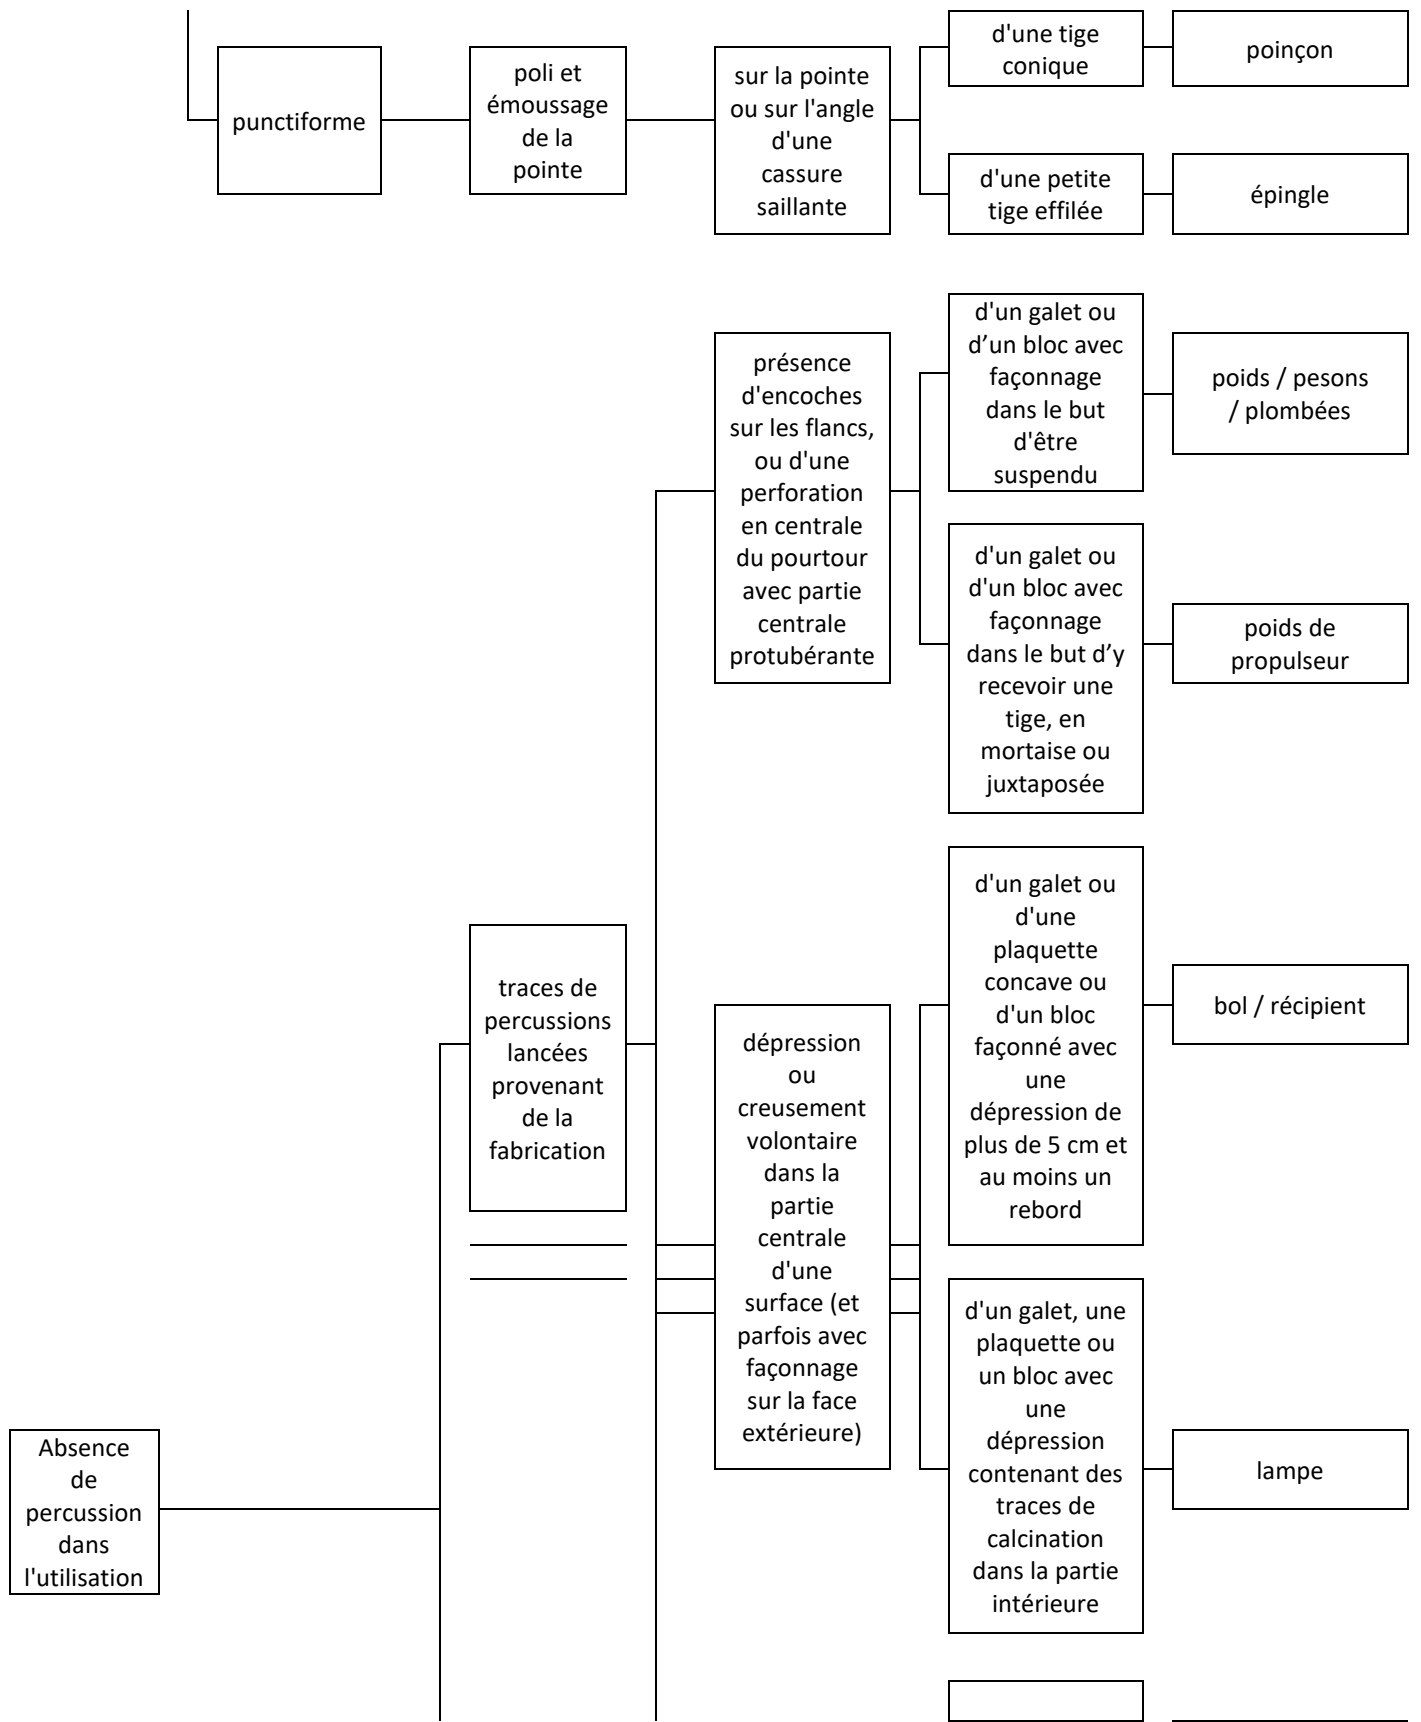 punctiforme
poli et
émoussage
de la
pointe
sur la pointe
ou sur l'angle
d'une
cassure
saillante
d'une tige
conique
poinçon
d'une petite
tige effilée
épingle
présence
d'encoches
sur les flancs,
ou d'une
perforation
en centrale
du pourtour
avec partie
centrale
protubérante
d'un galet ou
d’un bloc avec
façonnage
dans le but
d'être
suspendu
poids / pesons
/ plombées
d'un galet ou
d'un bloc avec
façonnage
dans le but d’y
recevoir une
tige, en
mortaise ou
juxtaposée
poids de
propulseur
traces de
percussions
lancées
provenant
de la
fabrication
dépression
ou
creusement
volontaire
dans la
partie
centrale
d'une
surface (et
parfois avec
façonnage
sur la face
extérieure)
d'un galet ou
d'une
plaquette
concave ou
d'un bloc
façonné avec
une
dépression de
plus de 5 cm et
au moins un
rebord
bol / récipient
d'un galet, une
plaquette ou
un bloc avec
une
dépression
contenant des
traces de
calcination
dans la partie
intérieure
lampe
Absence
de
percussion
dans
l'utilisation